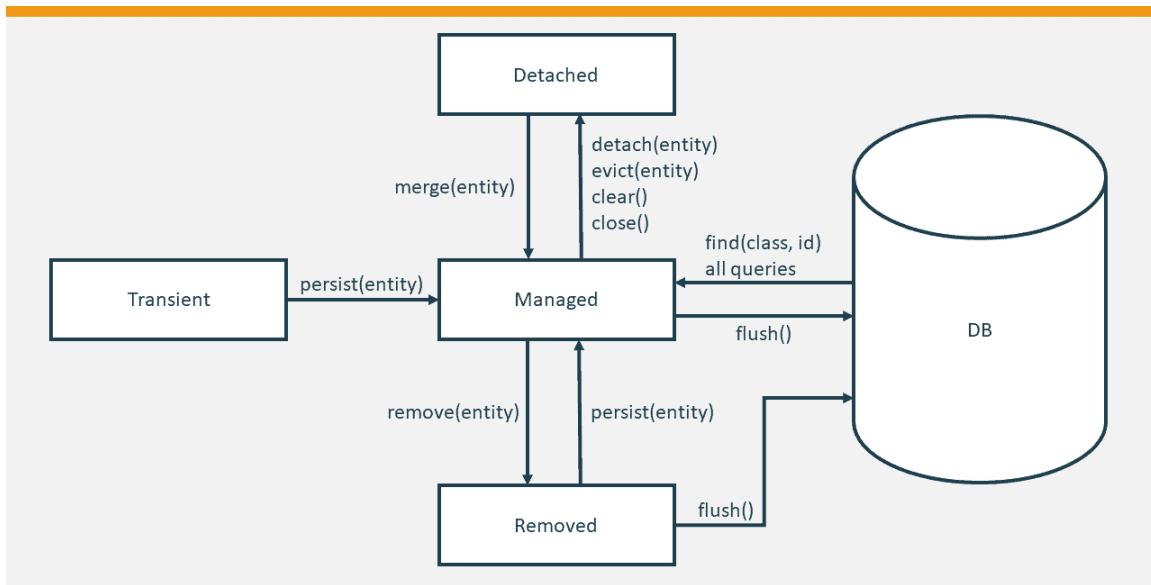 Detached
detach(entity)
evict(entity)
merge(entity)
clear()
close()
find(class, id)
all queries
Transient
persist(entity)
Managed
flush()
DB
remove(entity)
persist(entity)
Removed
flush()